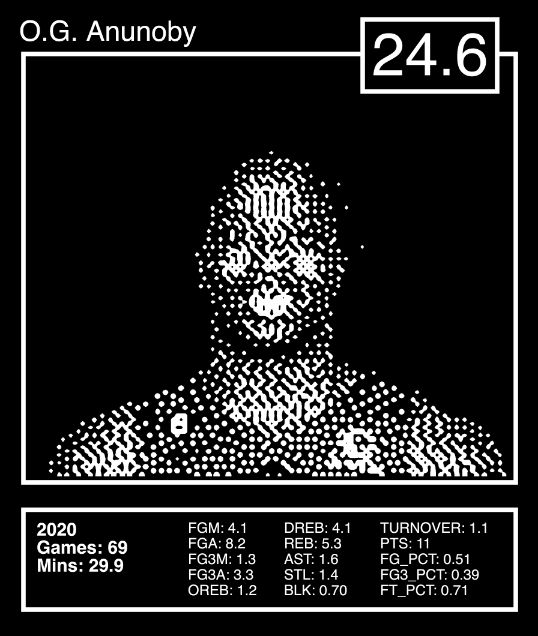 O.G. Anunoby
24.6
2020
Games: 69
Mins: 29.9
FGM: 4.1
FGA: 8.2
FG3M: 1.3
FG3A: 3.3
OREB: 1.2
DREB: 4.1
REB: 5.3
AST: 1.6
STL: 1.4
BLK: 0.70
TURNOVER: 1.1
PTS: 11
FG_PCT: 0.51
FG3_PCT: 0.39
FT_PCT: 0.71